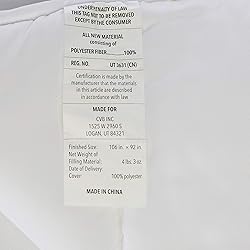 UNDER PENALTY OF LAW
THIS TAG NOT TO BE REMOVED
EXCEPT BY THE CONSUMER
ALL NEW MATERIAL
consisting of
POLYESTER FIBER..........100%
REG. NO. UT 3631 (CN)
Certification is made by the
manufacturer that the materials
in this article are described
in accordance with law
MADE FOR
CVB INC
1525 W 2960 S
LOGAN, UT 84321
Finished Size: 106 in. × 92 in.
Net Weight of
Filling Material: 4 lbs. 3 oz.
Date of Delivery:
Cover: 100% polyester
MADE IN CHINA